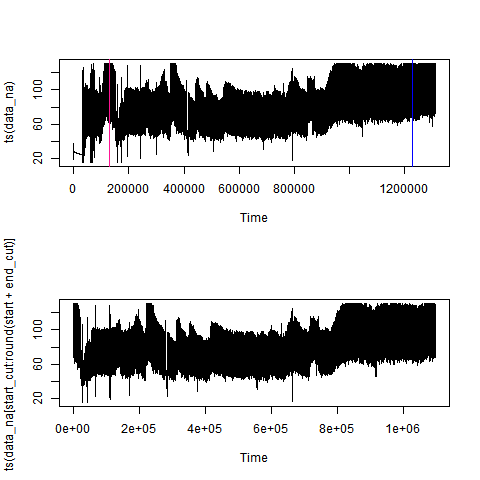 ts(data_na)
100
60
20
0
200000
400000
600000
800000
1200000
Time
ts(data_na[start_cut:round(start + end_cut)]
100
60
20
0e+00
2e+05
4e+05
6e+05
8e+05
1e+06
Time